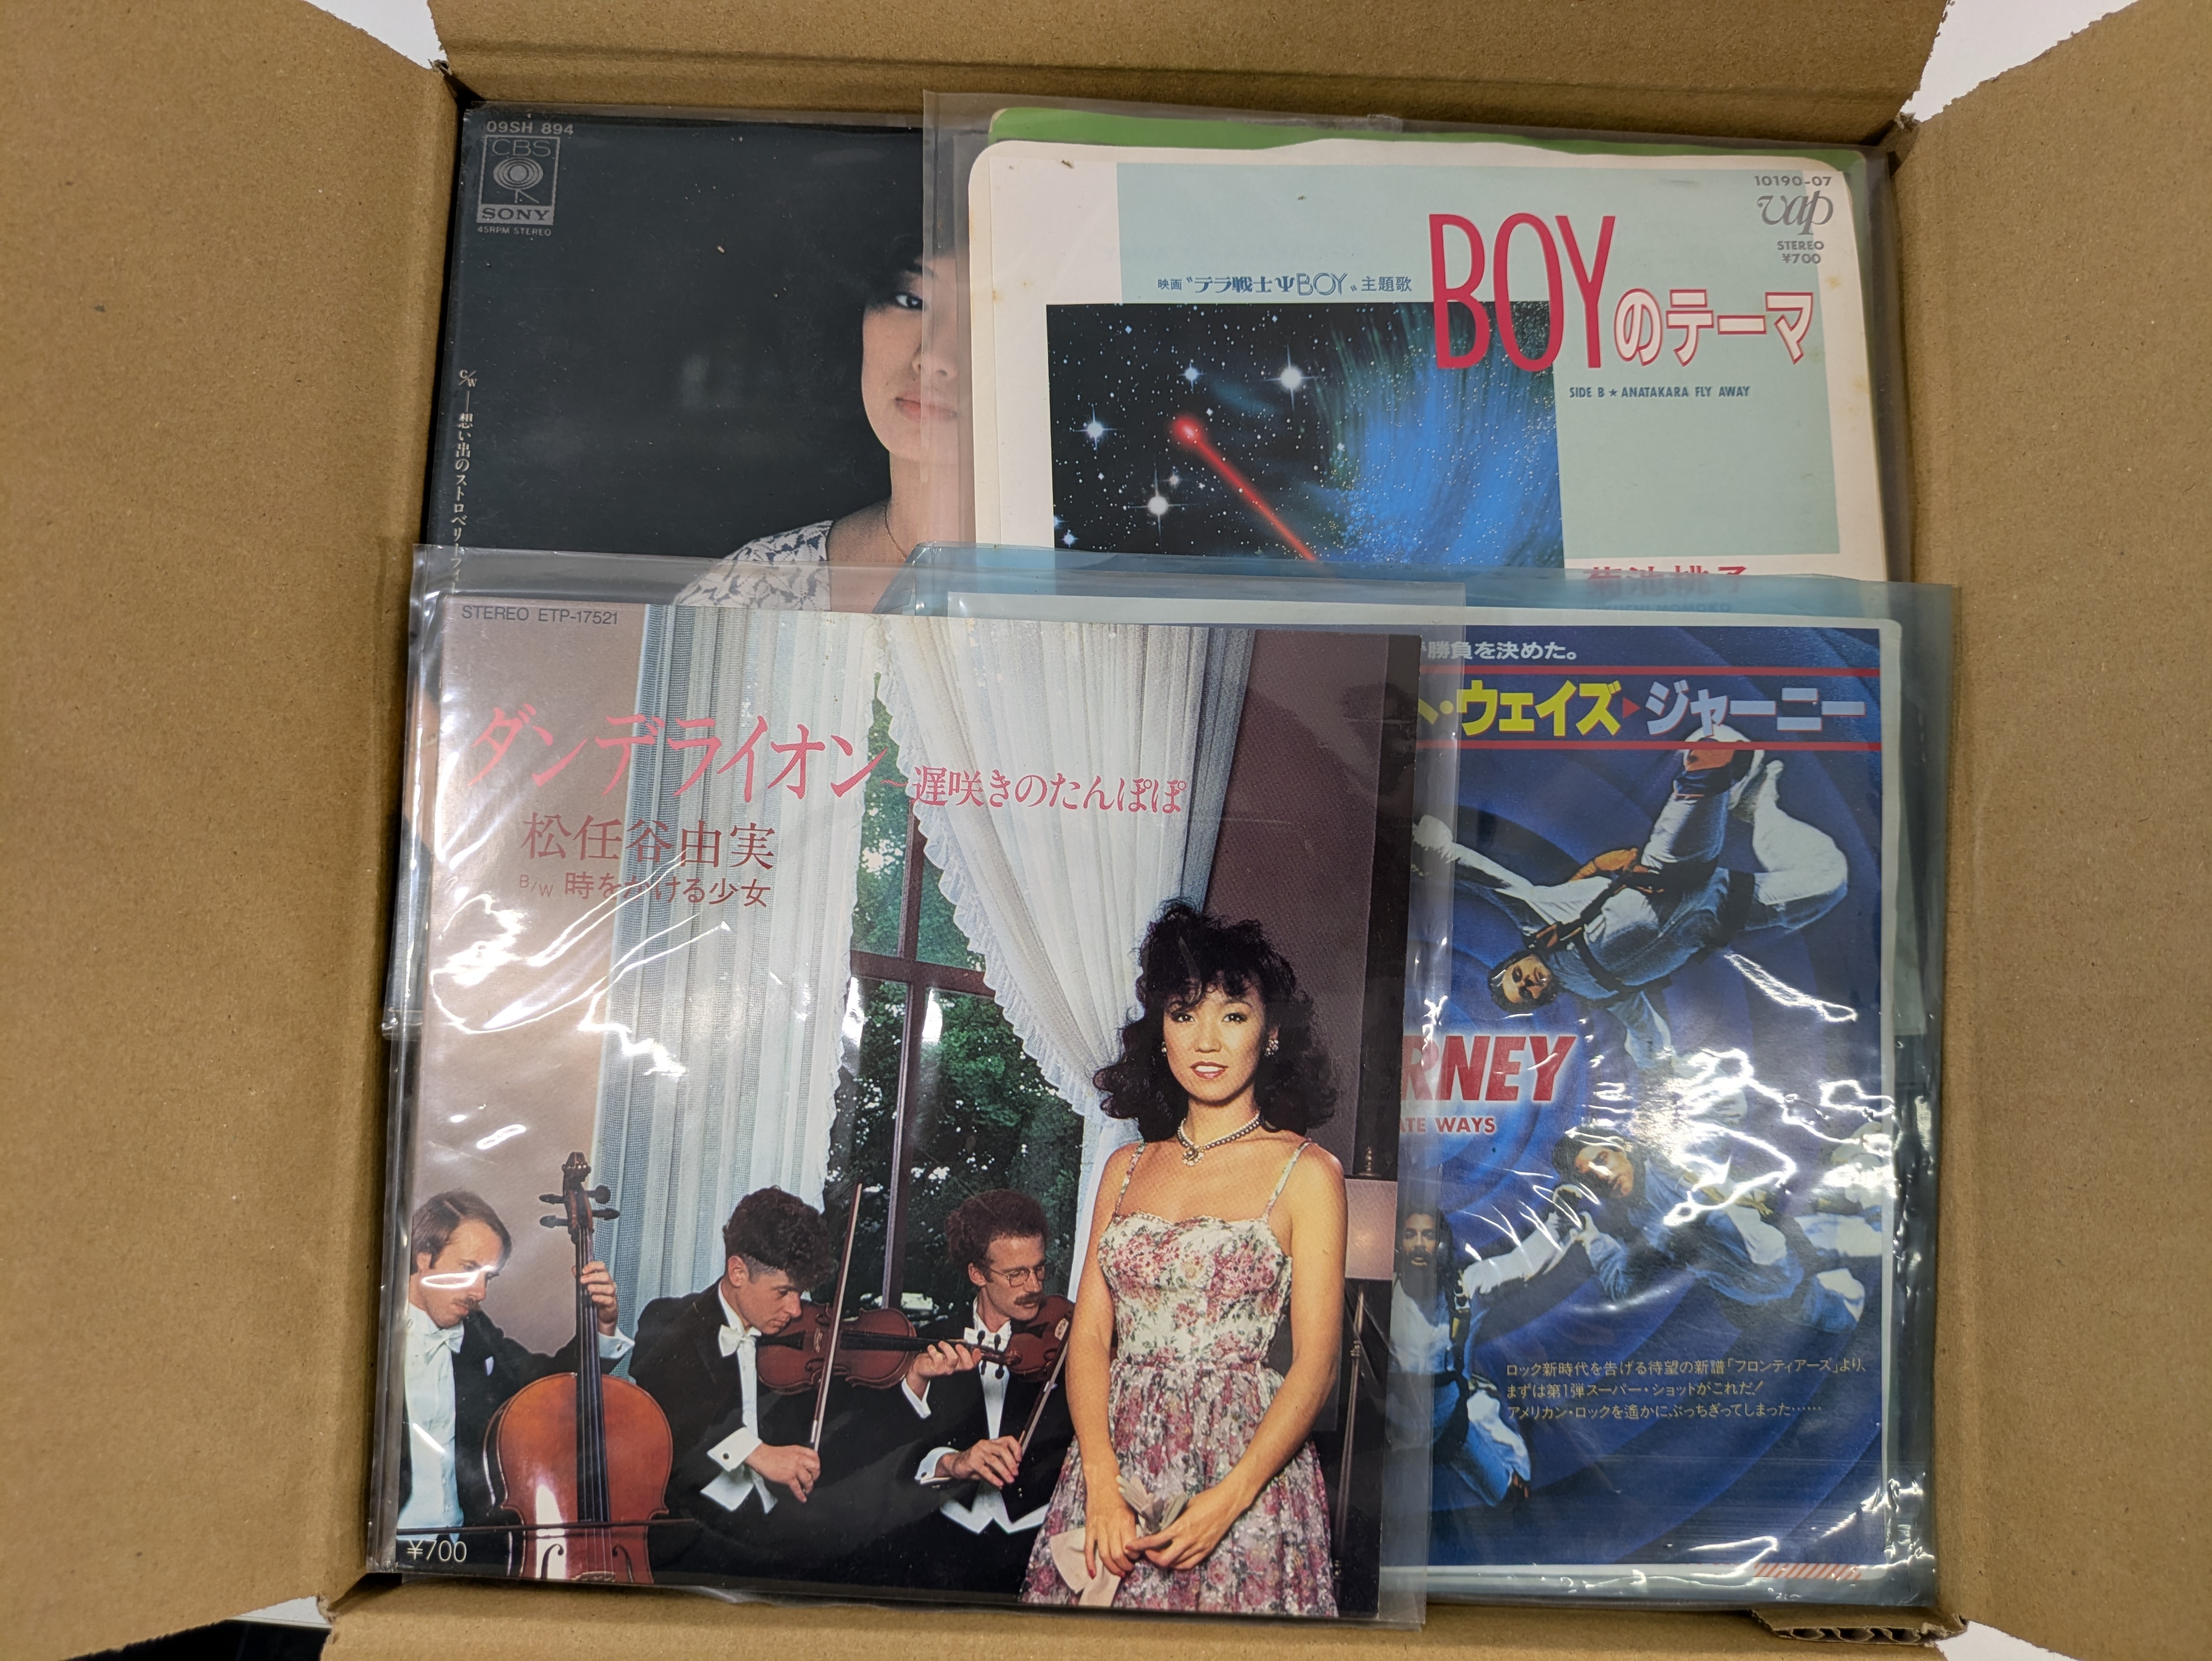 09SH 894
CBS
SONY
45RPM STEREO
C/W―想い出のストロベリーフィ
10190-07
vap
STEREO
¥700
映画“テラ戦士ΨBOY”主題歌
BOYのテーマ
SIDE B ★ ANATAKARA FLY AWAY
菊池桃子
STEREO ETP-17521
ダンデライオン~遅咲きのたんぽぽ
松任谷由実
B/W 時をかける少女
¥700
勝負を決めた。
・ウェイズ▶ジャーニー
RNEY
ATE WAYS
ロック新時代を告げる待望の新譜「フロンティアーズ」より、
まずは第1弾スーパー・ショットがこれだ!
アメリカン・ロックを遙かにぶっちぎってしまった……